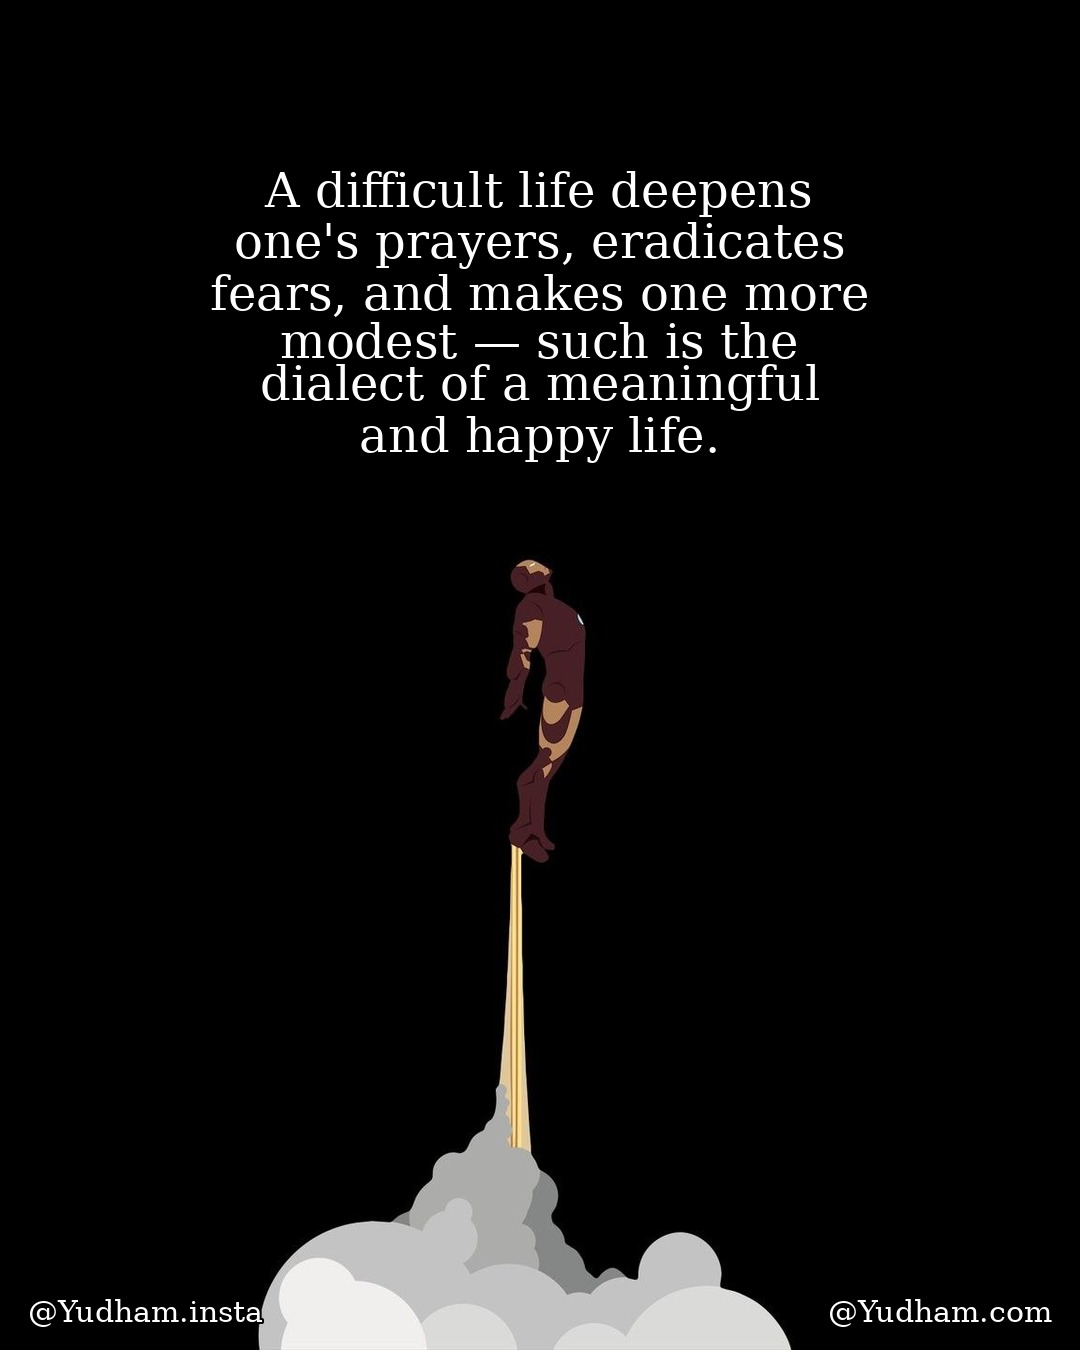 A difficult life deepens
one's prayers, eradicates
fears, and makes one more
modest — such is the
dialect of a meaningful
and happy life.
@Yudham.insta
@Yudham.com